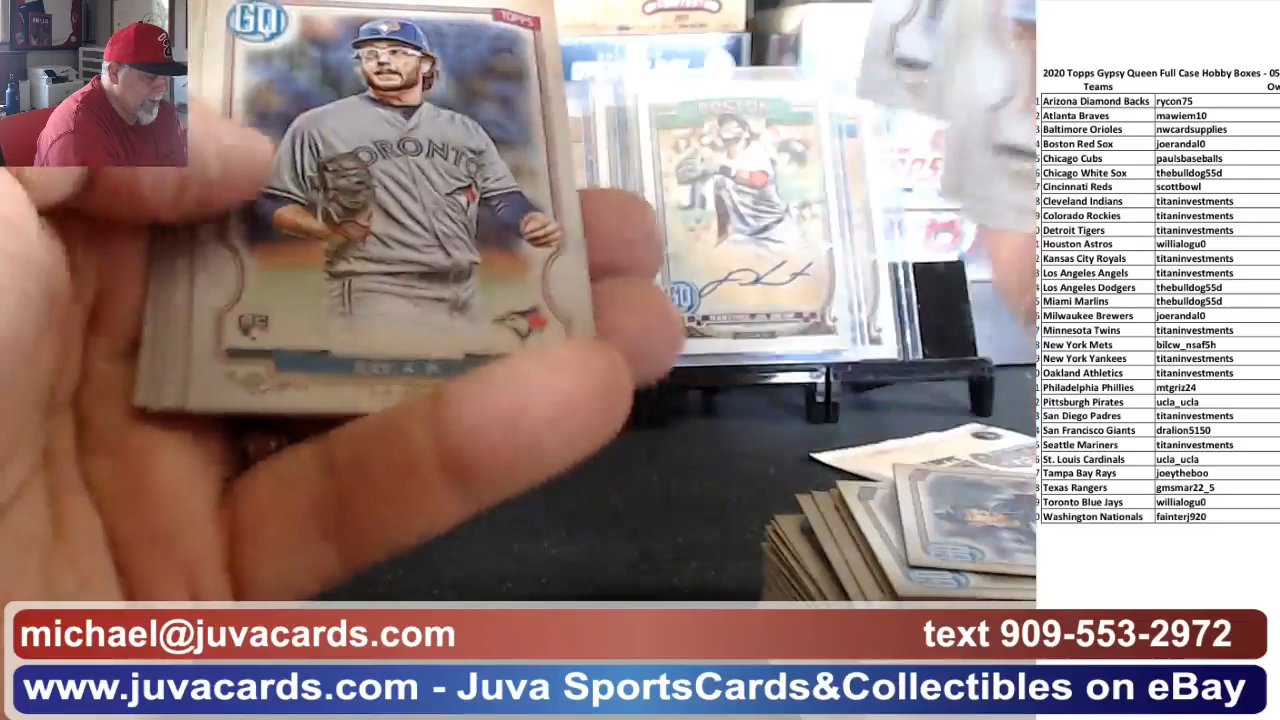 GQ
TOPPS
TORONTO
BOSTON
GQ
2020 Topps Gypsy Queen Full Case Hobby Boxes - 05
Teams Ow
Arizona Diamond Backs rycon75
Atlanta Braves mawiem10
Baltimore Orioles nwcardsupplies
Boston Red Sox joerandal0
Chicago Cubs paulsbaseballs
Chicago White Sox thebulldog55d
Cincinnati Reds scottbowl
Cleveland Indians titaninvestments
Colorado Rockies titaninvestments
Detroit Tigers titaninvestments
Houston Astros willialogu0
Kansas City Royals titaninvestments
Los Angeles Angels titaninvestments
Los Angeles Dodgers thebulldog55d
Miami Marlins thebulldog55d
Milwaukee Brewers joerandal0
Minnesota Twins titaninvestments
New York Mets bilcw_nsaf5h
New York Yankees titaninvestments
Oakland Athletics titaninvestments
Philadelphia Phillies mtgriz24
Pittsburgh Pirates ucla_ucla
San Diego Padres titaninvestments
San Francisco Giants dralion5150
Seattle Mariners titaninvestments
St. Louis Cardinals ucla_ucla
Tampa Bay Rays joeytheboo
Texas Rangers gmsmar22_5
Toronto Blue Jays willialogu0
Washington Nationals fainterj920
michael@juvacards.com text 909-553-2972
www.juvacards.com - Juva SportsCards&Collectibles on eBay